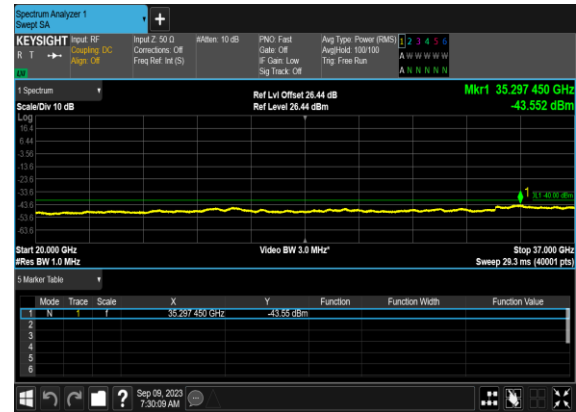 Spectrum Analyzer 1
Swept SA
KEYSIGHT
R T
Input: RF
Coupling: DC
Align: Off
Input Z: 50 Ω
Corrections: Off
Freq Ref: Int (S)
#Atten: 10 dB
PNO: Fast
Gate: Off
IF Gain: Low
Sig Track: Off
Avg Type: Power (RMS)
Avg|Hold: 100/100
Trig: Free Run
1 2 3 4 5 6
A W W W W W
A N N N N N
1 Spectrum
Scale/Div 10 dB
Ref Lvl Offset 26.44 dB
Ref Level 26.44 dBm
Mkr1 35.297 450 GHz
-43.552 dBm
Log
16.4
6.44
-3.56
-13.6
-23.6
-33.6
-43.6
-53.6
-63.6
1
Start 20.000 GHz
#Res BW 1.0 MHz
Video BW 3.0 MHz*
Stop 37.000 GHz
Sweep 29.3 ms (40001 pts)
5 Marker Table
Mode Trace Scale X Y Function Function Width Function Value
1 N 1 f 35.297 450 GHz -43.55 dBm
2
3
4
5
6
?
Sep 09, 2023
7:30:09 AM